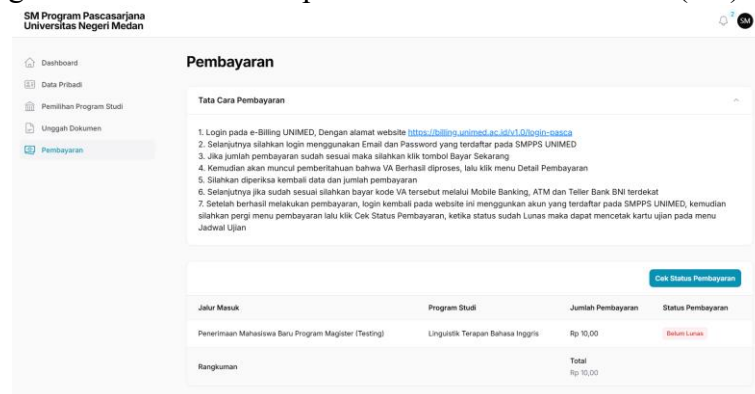 SM Program Pascasarjana
Universitas Negeri Medan
2
SM
Dashboard
Data Pribadi
Pemilihan Program Studi
Unggah Dokumen
Pembayaran
Pembayaran
Tata Cara Pembayaran
1. Login pada e-Billing UNIMED, Dengan alamat website https://billing.unimed.ac.id/v1.0/login-pasca
2. Selanjutnya silahkan login menggunakan Email dan Password yang terdaftar pada SMPPS UNIMED
3. Jika jumlah pembayaran sudah sesuai maka silahkan klik tombol Bayar Sekarang
4. Kemudian akan muncul pemberitahuan bahwa VA Berhasil diproses, lalu klik menu Detail Pembayaran
5. Silahkan diperiksa kembali data dan jumlah pembayaran
6. Selanjutnya jika sudah sesuai silahkan bayar kode VA tersebut melalui Mobile Banking, ATM dan Teller Bank BNI terdekat
7. Setelah berhasil melakukan pembayaran, login kembali pada website ini menggunkan akun yang terdaftar pada SMPPS UNIMED, kemudian
silahkan pergi menu pembayaran lalu klik Cek Status Pembayaran, ketika status sudah Lunas maka dapat mencetak kartu ujian pada menu
Jadwal Ujian
Cek Status Pembayaran
Jalur Masuk Program Studi Jumlah Pembayaran Status Pembayaran
Penerimaan Mahasiswa Baru Program Magister (Testing) Linguistik Terapan Bahasa Inggris Rp 10,00 Belum Lunas
Rangkuman Total
Rp 10,00